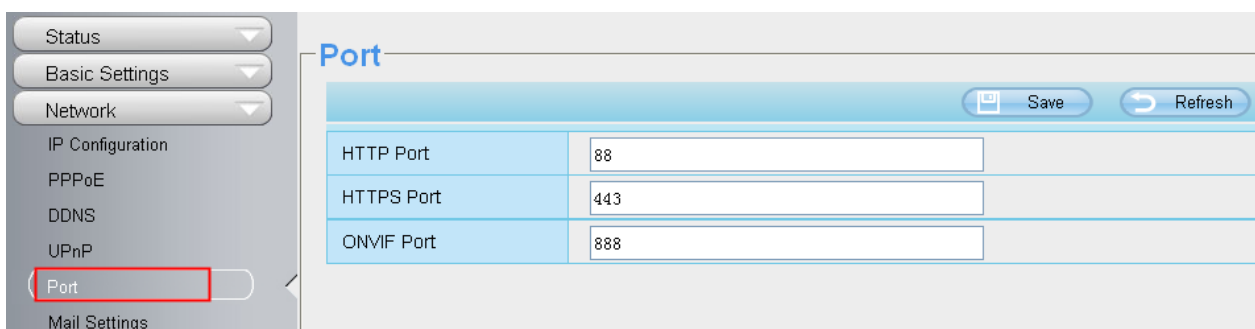 Status
Basic Settings
Network
IP Configuration
PPPoE
DDNS
UPnP
Port
Mail Settings
Port
Save Refresh
HTTP Port 88
HTTPS Port 443
ONVIF Port 888